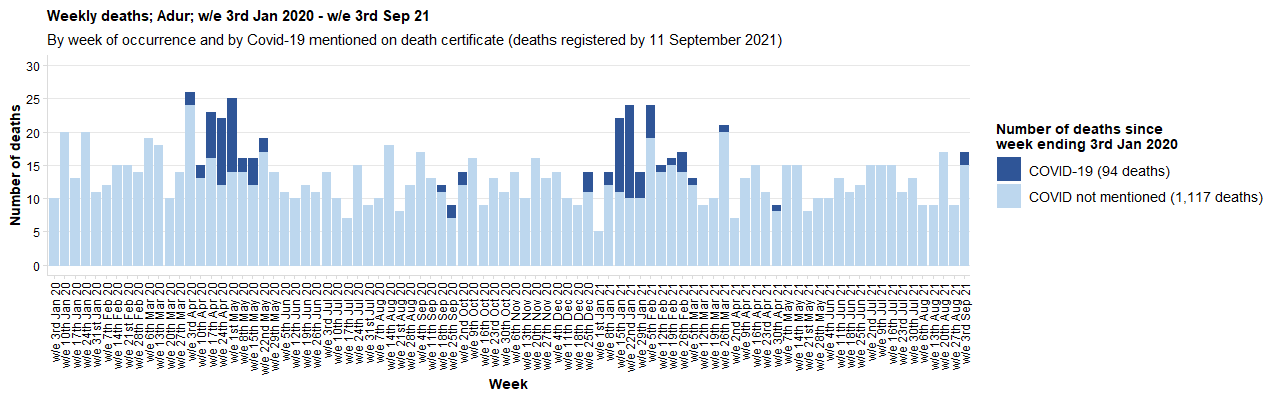 Weekly deaths; Adur; w/e 3rd Jan 2020 - w/e 3rd Sep 21
By week of occurrence and by Covid-19 mentioned on death certificate (deaths registered by 11 September 2021)
Number of deaths
30
25
20
15
10
5
0
w/e 3rd Jan 20
w/e 10th Jan 20
w/e 17th Jan 20
w/e 24th Jan 20
w/e 31st Jan 20
w/e 7th Feb 20
w/e 14th Feb 20
w/e 21st Feb 20
w/e 28th Feb 20
w/e 6th Mar 20
w/e 13th Mar 20
w/e 20th Mar 20
w/e 27th Mar 20
w/e 3rd Apr 20
w/e 10th Apr 20
w/e 17th Apr 20
w/e 24th Apr 20
w/e 1st May 20
w/e 8th May 20
w/e 15th May 20
w/e 22nd May 20
w/e 29th May 20
w/e 5th Jun 20
w/e 12th Jun 20
w/e 19th Jun 20
w/e 26th Jun 20
w/e 3rd Jul 20
w/e 10th Jul 20
w/e 17th Jul 20
w/e 24th Jul 20
w/e 31st Jul 20
w/e 7th Aug 20
w/e 14th Aug 20
w/e 21st Aug 20
w/e 28th Aug 20
w/e 4th Sep 20
w/e 11th Sep 20
w/e 18th Sep 20
w/e 25th Sep 20
w/e 2nd Oct 20
w/e 9th Oct 20
w/e 16th Oct 20
w/e 23rd Oct 20
w/e 30th Oct 20
w/e 6th Nov 20
w/e 13th Nov 20
w/e 20th Nov 20
w/e 27th Nov 20
w/e 4th Dec 20
w/e 11th Dec 20
w/e 18th Dec 20
w/e 25th Dec 20
w/e 1st Jan 21
w/e 8th Jan 21
w/e 15th Jan 21
w/e 22nd Jan 21
w/e 29th Jan 21
w/e 5th Feb 21
w/e 12th Feb 21
w/e 19th Feb 21
w/e 26th Feb 21
w/e 5th Mar 21
w/e 12th Mar 21
w/e 19th Mar 21
w/e 26th Mar 21
w/e 2nd Apr 21
w/e 9th Apr 21
w/e 16th Apr 21
w/e 23rd Apr 21
w/e 30th Apr 21
w/e 7th May 21
w/e 14th May 21
w/e 21st May 21
w/e 28th May 21
w/e 4th Jun 21
w/e 11th Jun 21
w/e 18th Jun 21
w/e 25th Jun 21
w/e 2nd Jul 21
w/e 9th Jul 21
w/e 16th Jul 21
w/e 23rd Jul 21
w/e 30th Jul 21
w/e 6th Aug 21
w/e 13th Aug 21
w/e 20th Aug 21
w/e 27th Aug 21
w/e 3rd Sep 21
Week
Number of deaths since
week ending 3rd Jan 2020
COVID-19 (94 deaths)
COVID not mentioned (1,117 deaths)